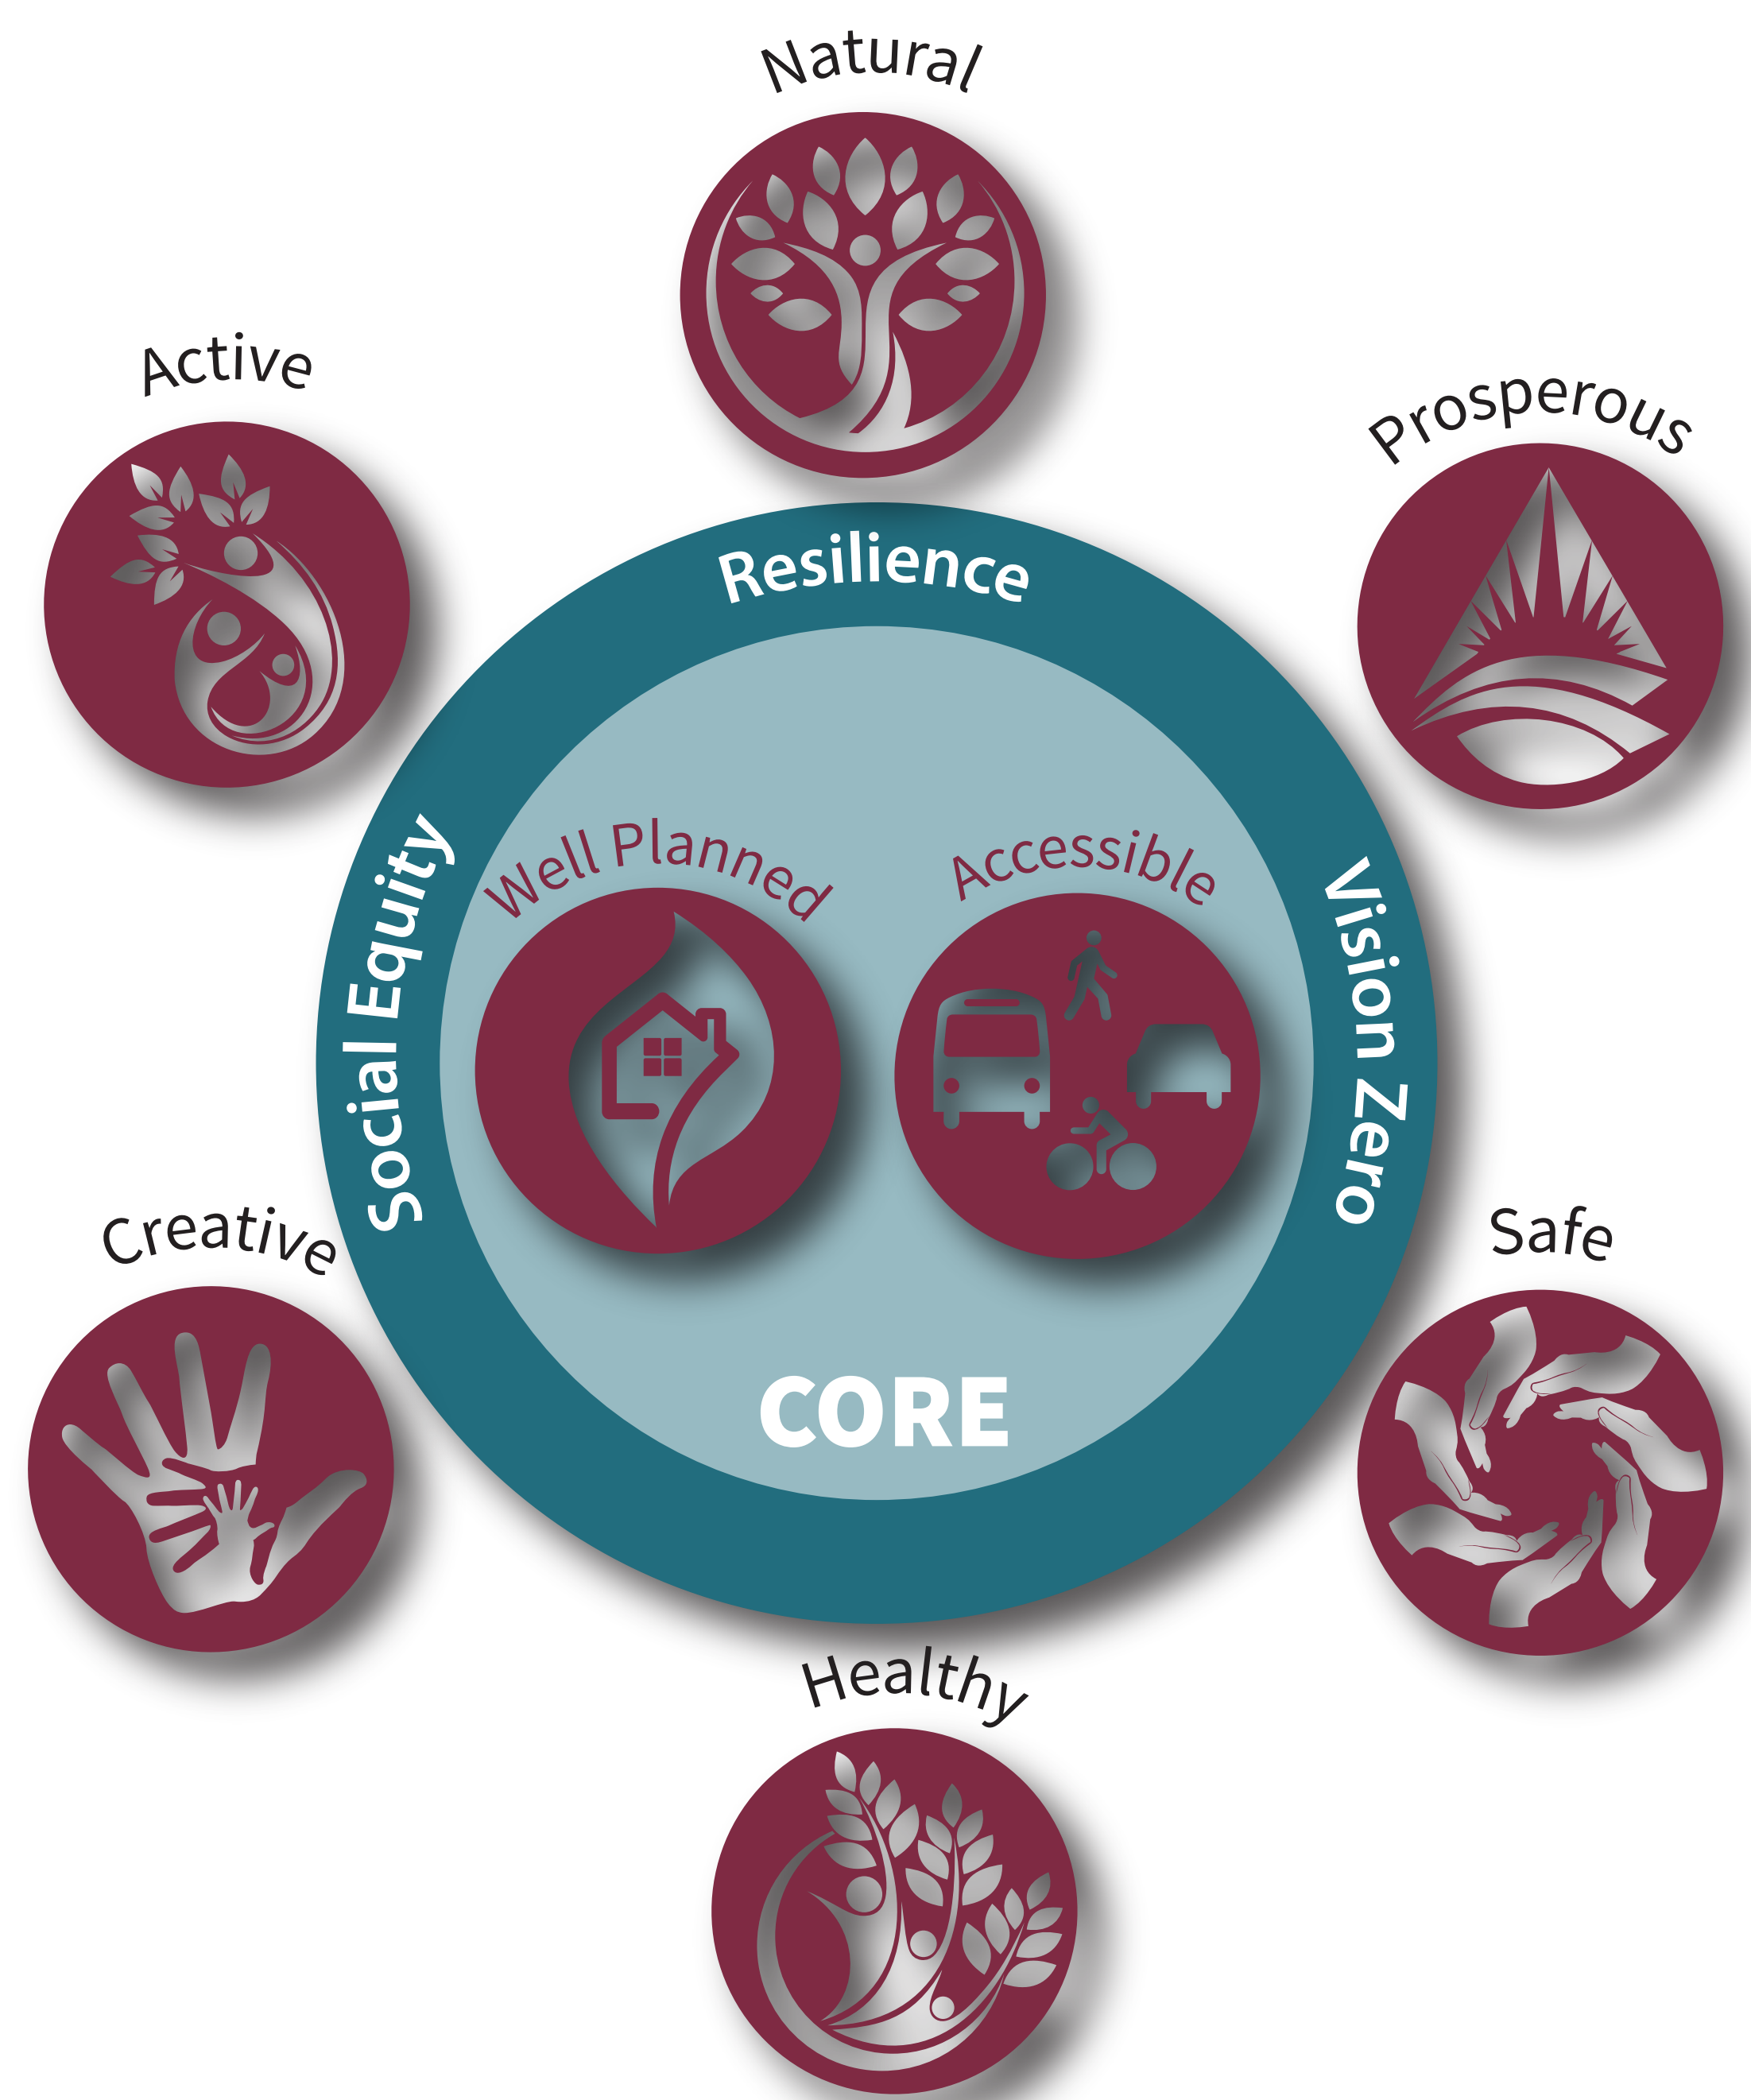 Natural
Active
Prosperous
Resilience
Social Equity
Well Planned
Accessible
Vision Zero
Creative
Safe
CORE
Healthy